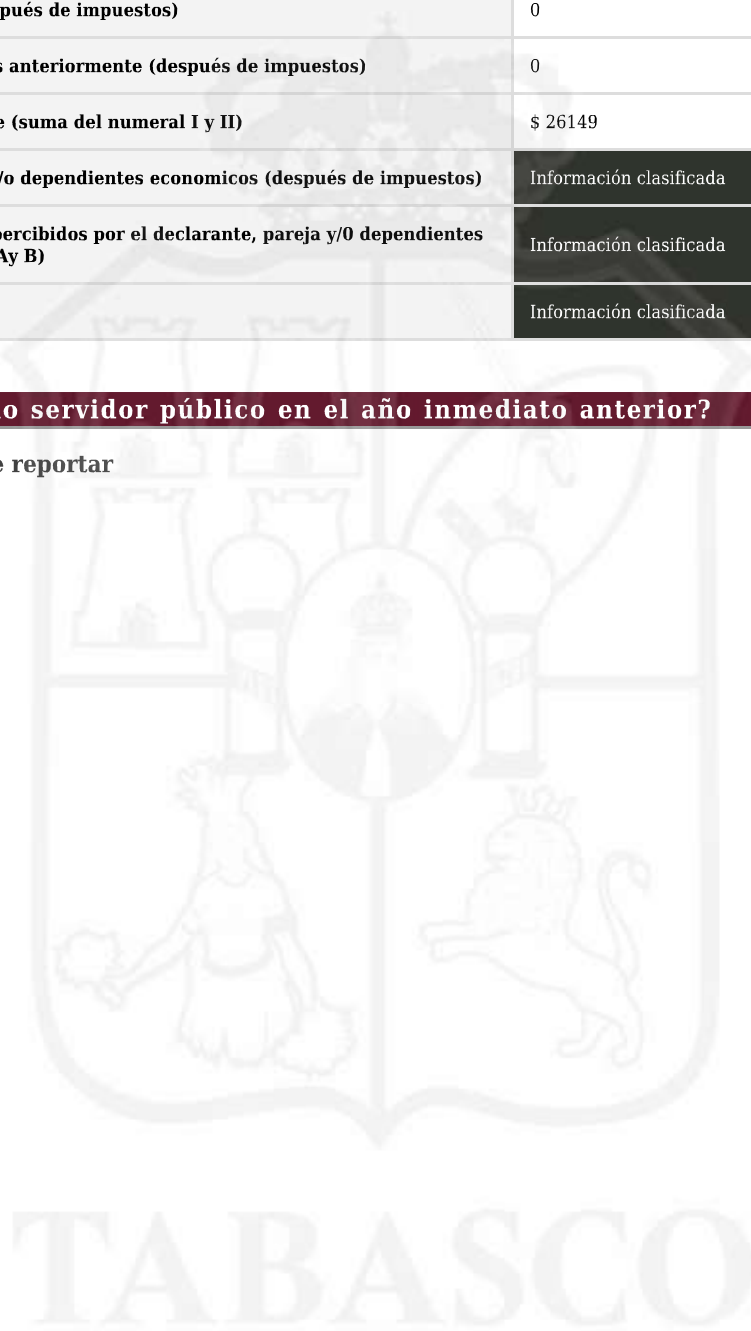 pués de impuestos)
0
s anteriormente (después de impuestos)
0
e (suma del numeral I y II)
$ 26149
/o dependientes economicos (después de impuestos)
Información clasificada
percibidos por el declarante, pareja y/0 dependientes
Ay B)
Información clasificada
Información clasificada
o servidor público en el año inmediato anterior?
e reportar
TABASCO